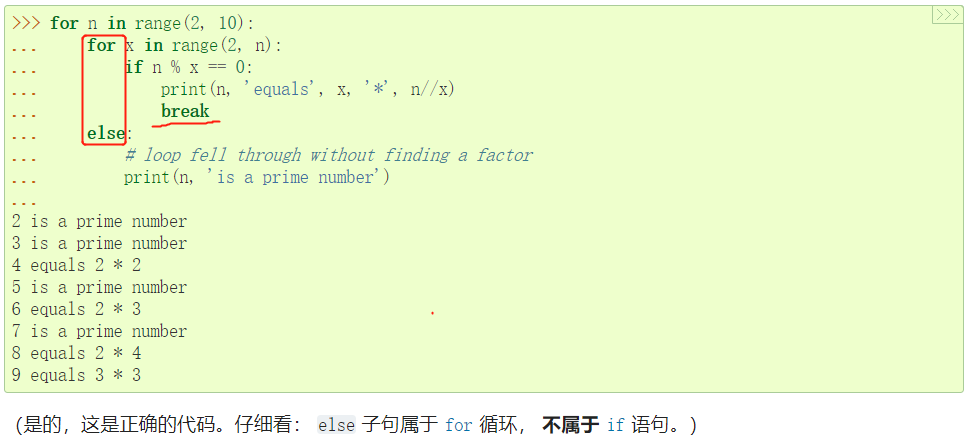 >>>
>>> for n in range(2, 10):
...     for x in range(2, n):
...         if n % x == 0:
...             print(n, 'equals', x, '*', n//x)
...             break
...     else:
...         # loop fell through without finding a factor
...         print(n, 'is a prime number')
...
2 is a prime number
3 is a prime number
4 equals 2 * 2
5 is a prime number
6 equals 2 * 3
7 is a prime number
8 equals 2 * 4
9 equals 3 * 3
(是的，这是正确的代码。仔细看： else 子句属于 for 循环， 不属于 if 语句。)